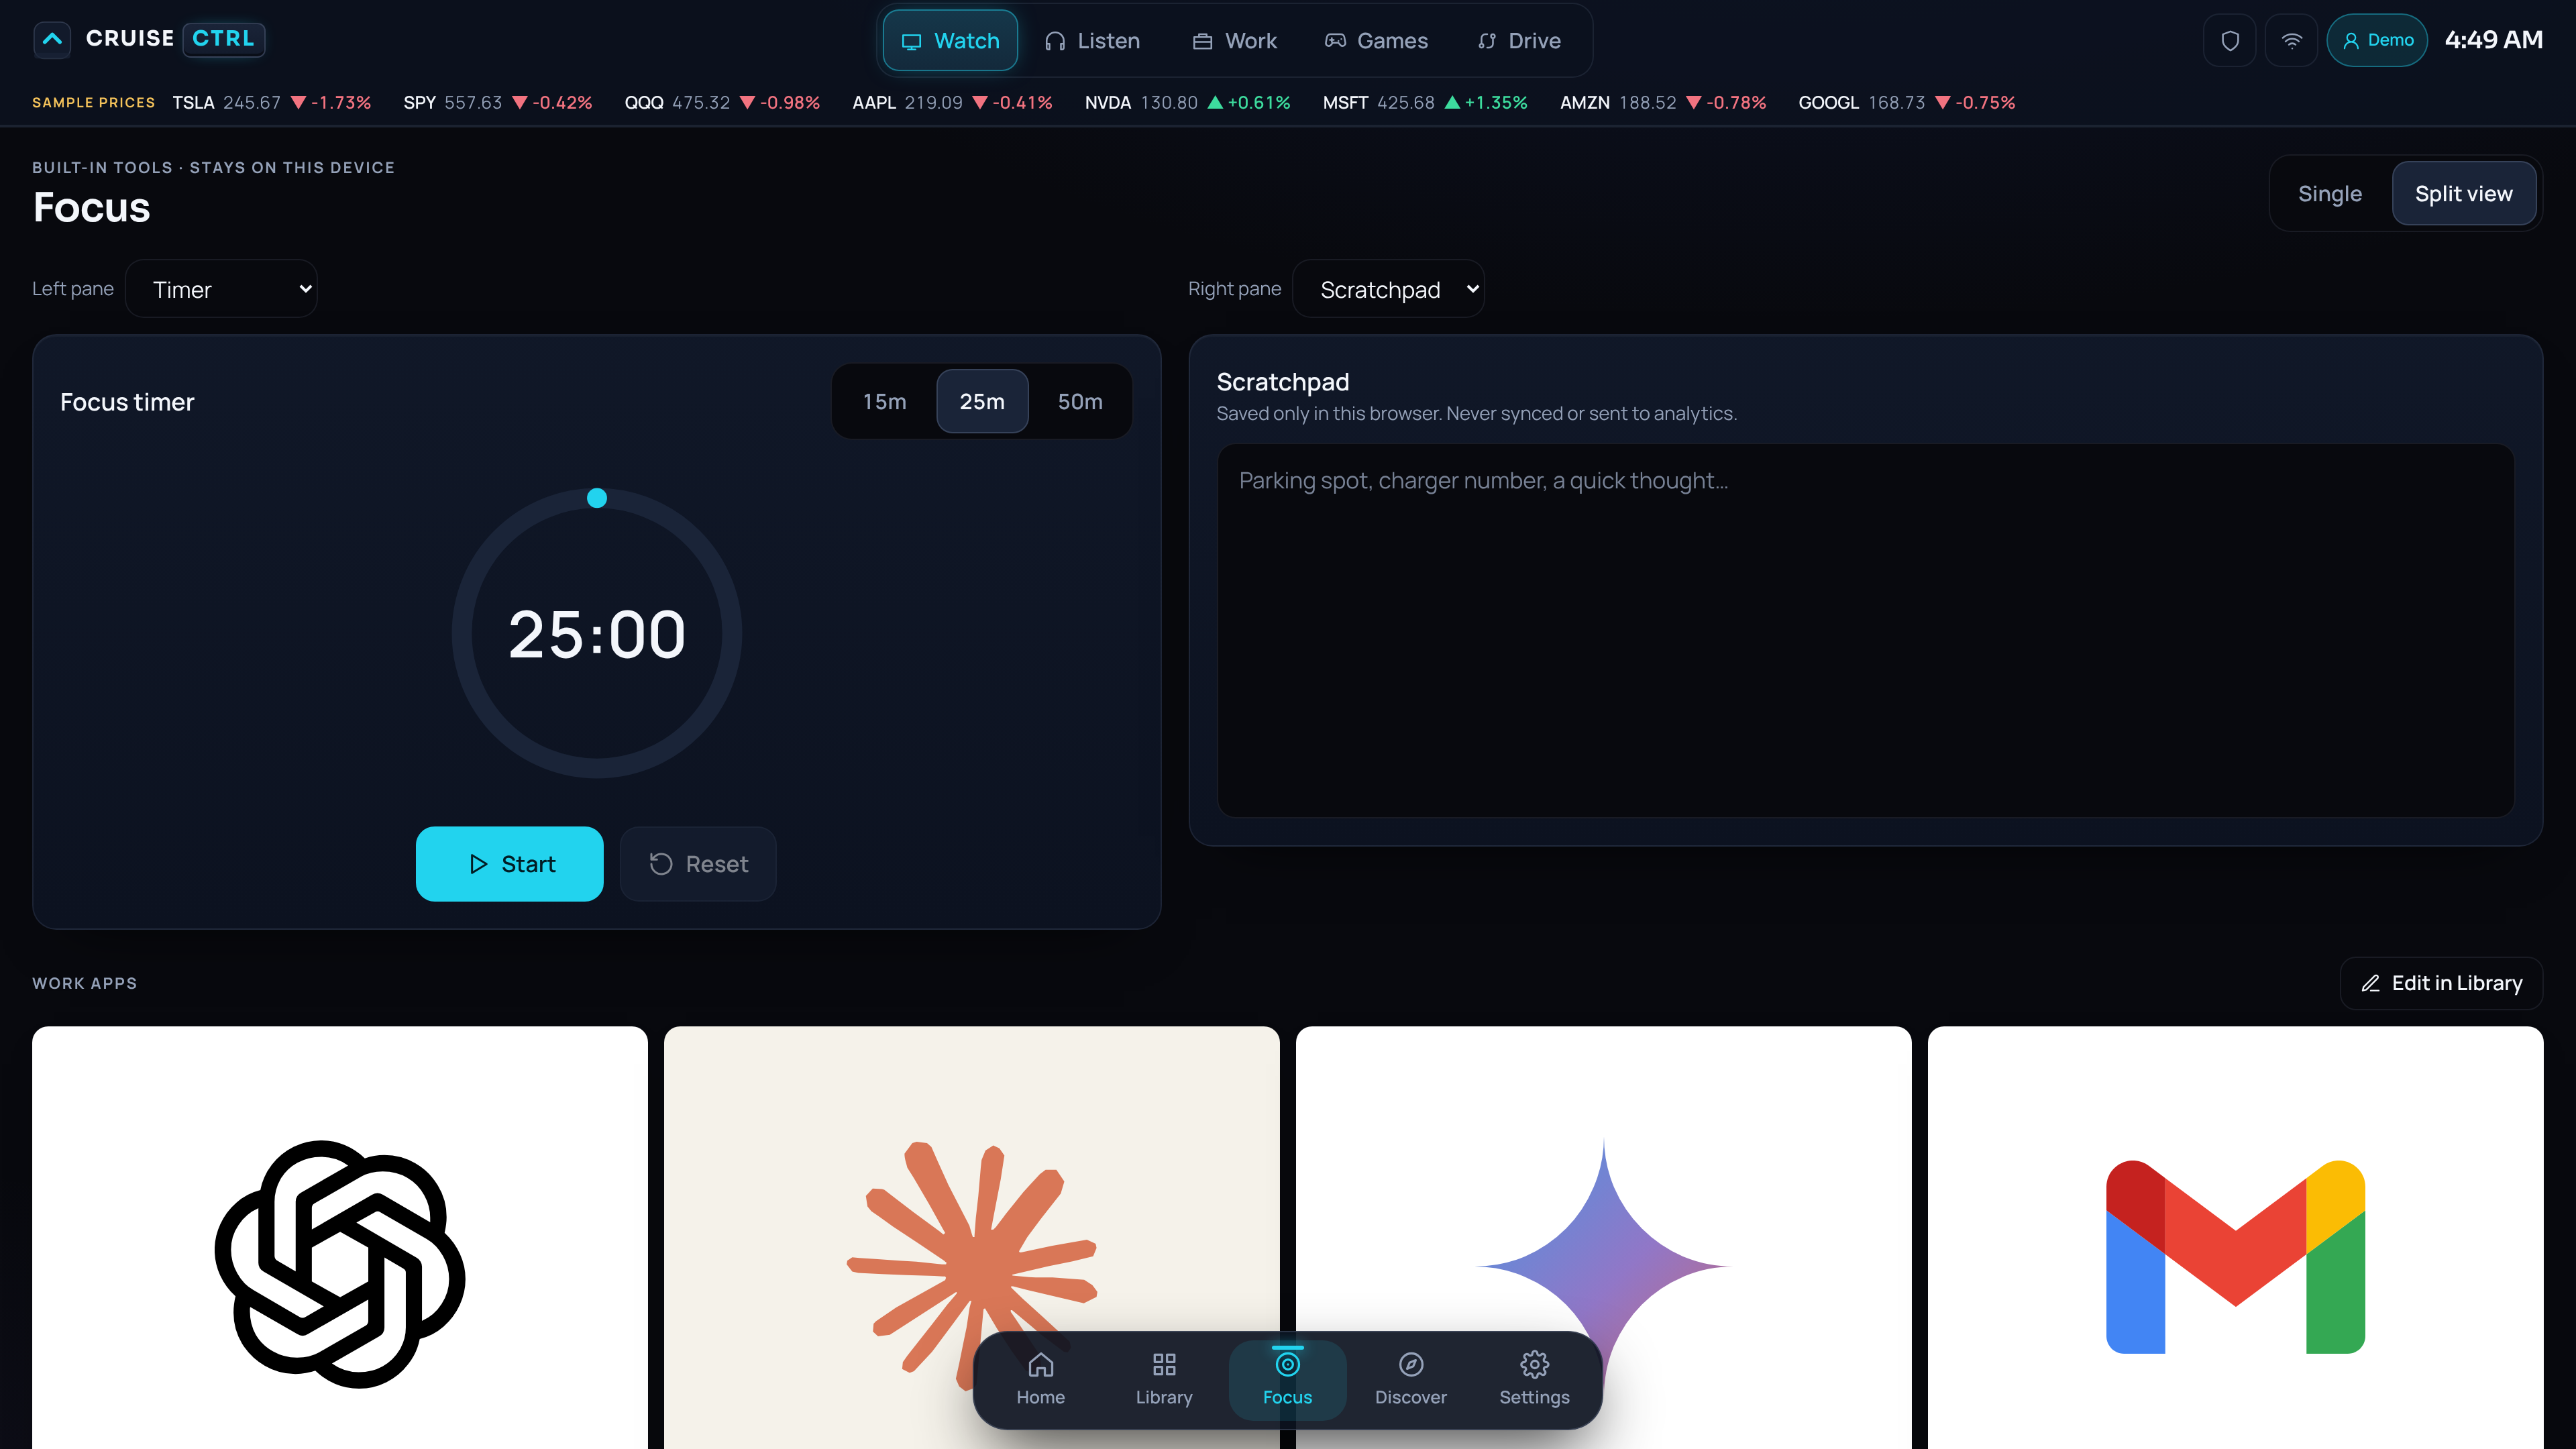 CRUISE CTRL
Watch
Listen
Work
Games
Drive
Demo
4:49 AM
SAMPLE PRICES TSLA 245.67 ▼ -1.73% SPY 557.63 ▼ -0.42% QQQ 475.32 ▼ -0.98% AAPL 219.09 ▼ -0.41% NVDA 130.80 ▲ +0.61% MSFT 425.68 ▲ +1.35% AMZN 188.52 ▼ -0.78% GOOGL 168.73 ▼ -0.75%
BUILT-IN TOOLS · STAYS ON THIS DEVICE
Focus
Single
Split view
Left pane
Timer
Right pane
Scratchpad
Focus timer
15m
25m
50m
25:00
Start
Reset
Scratchpad
Saved only in this browser. Never synced or sent to analytics.
Parking spot, charger number, a quick thought…
WORK APPS
Edit in Library
Home
Library
Focus
Discover
Settings